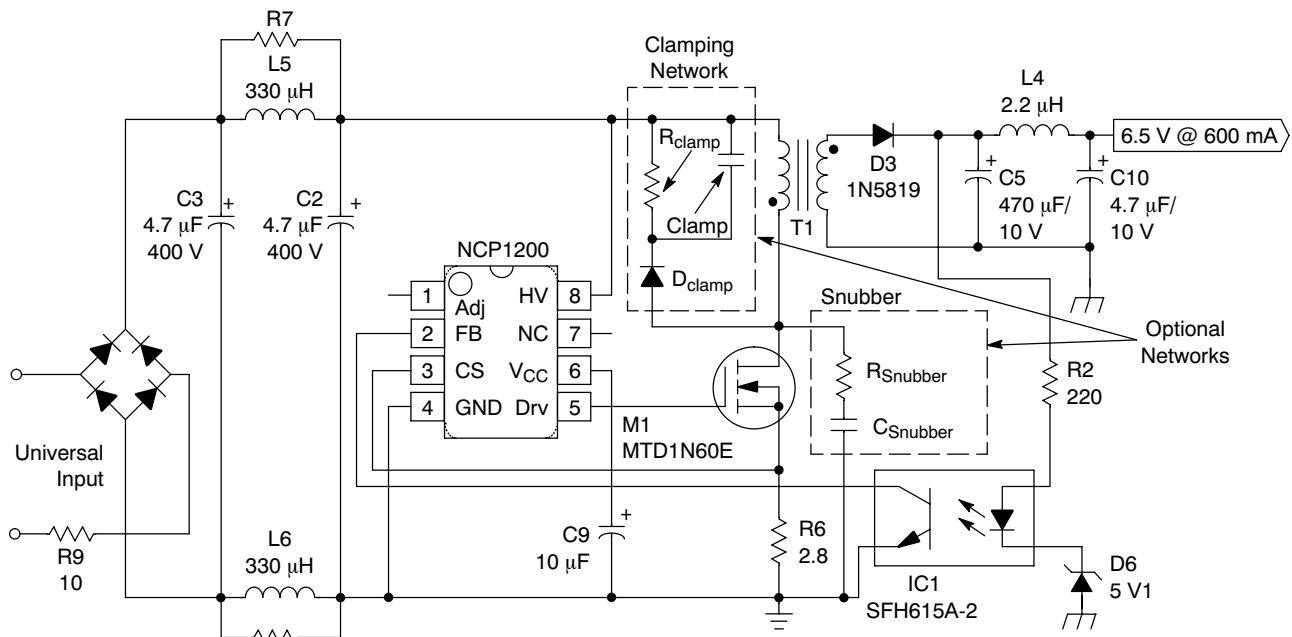 R7
L5
330 µH
C3
4.7 µF
400 V
+
C2
4.7 µF
400 V
+
Universal
Input
R9
10
L6
330 µH
NCP1200
1
Adj
HV
8
2
FB
NC
7
3
CS
VCC
6
4
GND
Drv
5
C9
10 µF
+
Clamping
Network
Rclamp
Clamp
Dclamp
M1
MTD1N60E
R6
2.8
T1
D3
1N5819
L4
2.2 µH
6.5 V @ 600 mA
+
C5
470 µF/
10 V
+
C10
4.7 µF/
10 V
Snubber
RSnubber
CSnubber
Optional
Networks
R2
220
IC1
SFH615A-2
D6
5 V1